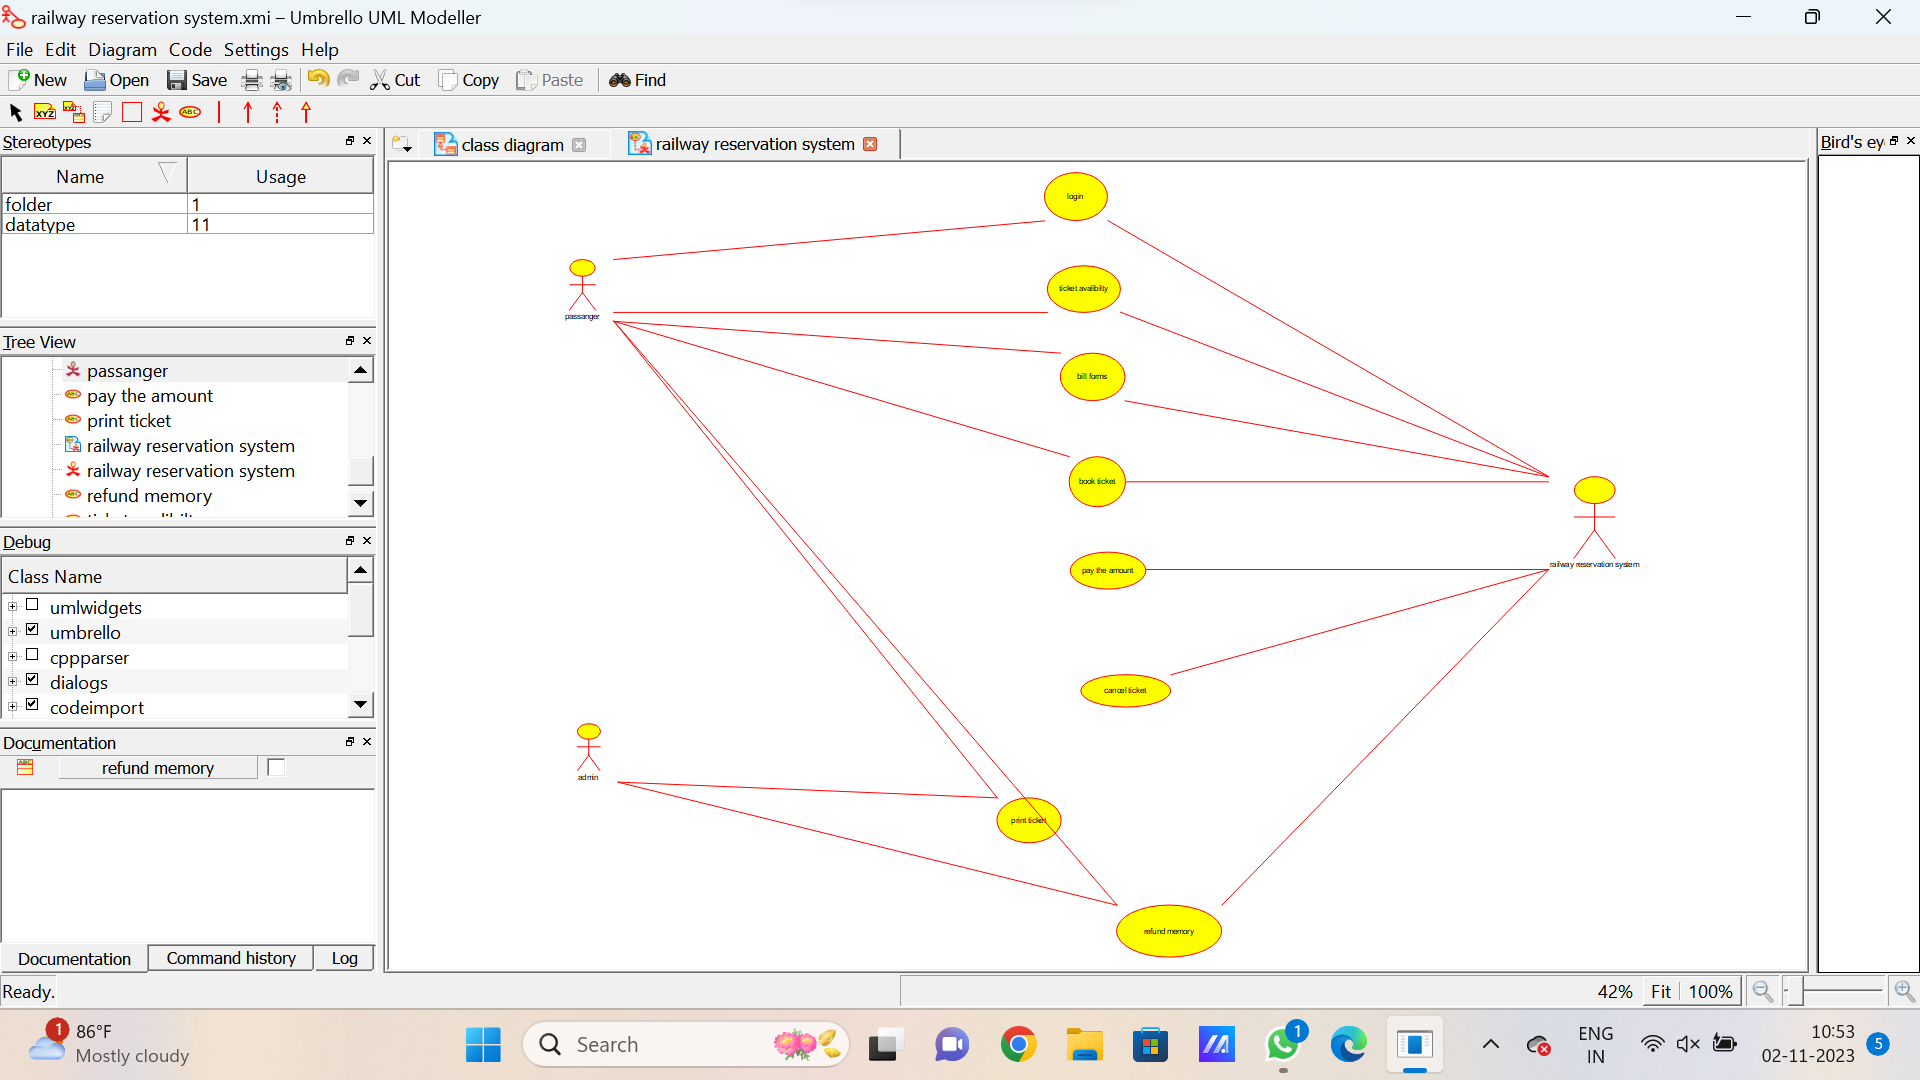 railway reservation system.xmi – Umbrello UML Modeller
File Edit Diagram Code Settings Help
New Open Save Cut Copy Paste Find
XYZ XYZ ABC
Stereotypes
Name Usage
folder 1
datatype 11
Tree View
passanger
pay the amount
print ticket
railway reservation system
railway reservation system
refund memory
Debug
Class Name
umlwidgets
umbrello
cppparser
dialogs
codeimport
Documentation
refund memory
Documentation Command history Log
class diagram railway reservation system
Bird's ey
login
passanger
ticket avalibilty
bill forms
book ticket
railway reservation system
pay the amount
cancel ticket
admin
print ticket
refund memory
Ready.
42% Fit 100%
1 86°F
Mostly cloudy
Search
1
ENG
IN
10:53
02-11-2023
5